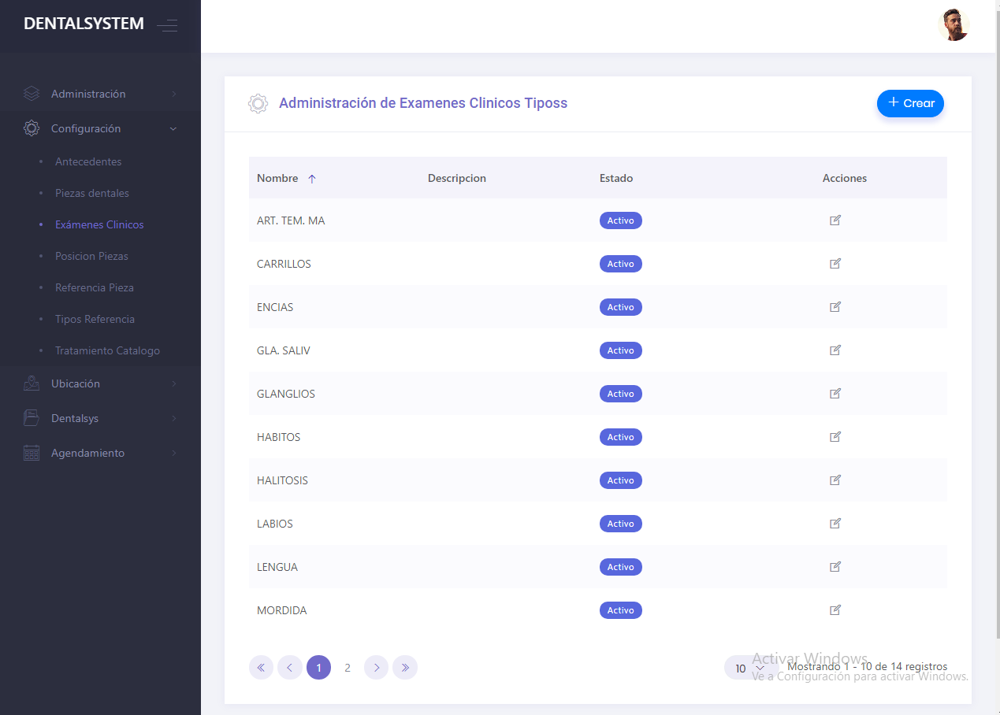 DENTALSYSTEM
Administración
Configuración
Antecedentes
Piezas dentales
Exámenes Clinicos
Posicion Piezas
Referencia Pieza
Tipos Referencia
Tratamiento Catalogo
Ubicación
Dentalsys
Agendamiento
Administración de Examenes Clinicos Tiposs
Crear
Nombre Descripcion Estado Acciones
ART. TEM. MA Activo
CARRILLOS Activo
ENCIAS Activo
GLA. SALIV Activo
GLANGLIOS Activo
HABITOS Activo
HALITOSIS Activo
LABIOS Activo
LENGUA Activo
MORDIDA Activo
1 2
10 Mostrando 1 - 10 de 14 registros
Activar Windows
Ve a Configuración para activar Windows.